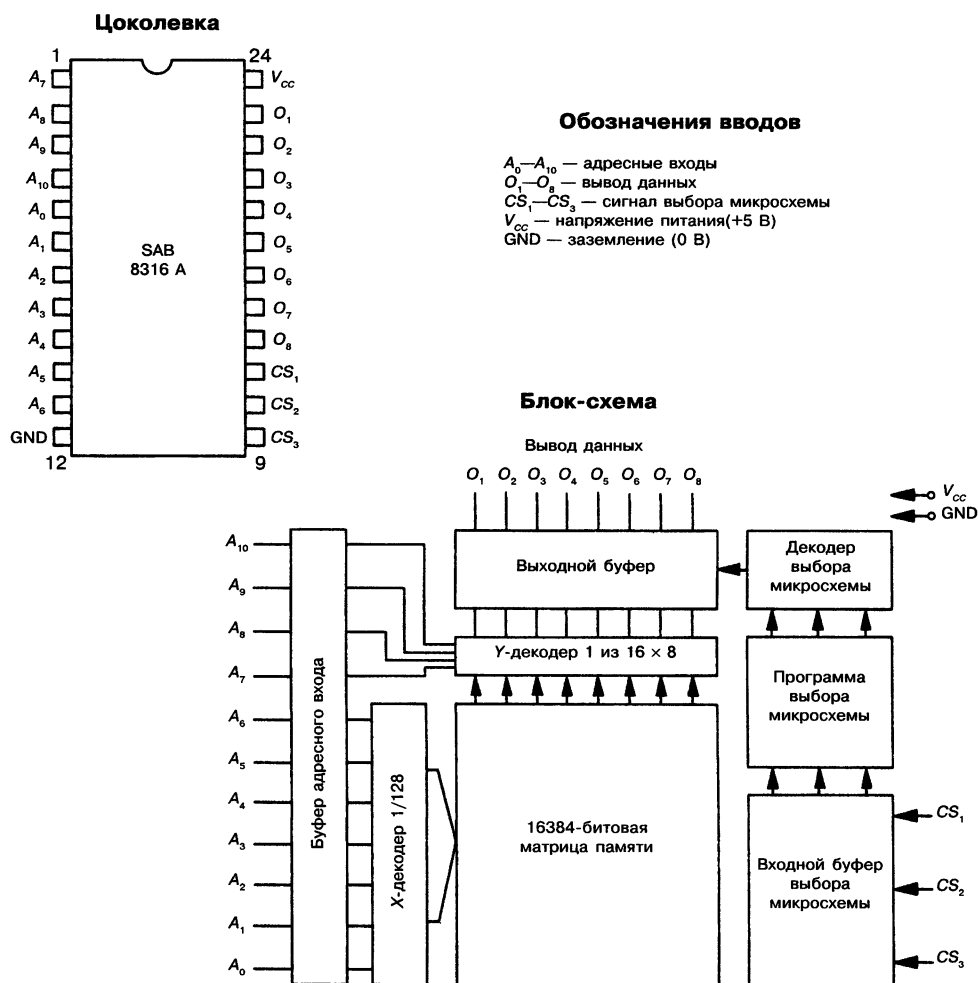 Цоколевка
1 24
A₇ V_CC
A₈ O₁
A₉ O₂
A₁₀ O₃
A₀ O₄
A₁ O₅
SAB
8316 A
A₂ O₆
A₃ O₇
A₄ O₈
A₅ CS₁
A₆ CS₂
GND CS₃
12 9
Обозначения вводов
A₀—A₁₀ — адресные входы
O₁—O₈ — вывод данных
CS₁—CS₃ — сигнал выбора микросхемы
V_CC — напряжение питания(+5 В)
GND — заземление (0 В)
Блок-схема
Вывод данных
O₁ O₂ O₃ O₄ O₅ O₆ O₇ O₈
V_CC
GND
A₁₀
A₉
A₈
A₇
A₆
A₅
A₄
A₃
A₂
A₁
A₀
Буфер адресного входа
X-декодер 1/128
Выходной буфер
Y-декодер 1 из 16 × 8
16384-битовая
матрица памяти
Декодер
выбора
микросхемы
Программа
выбора
микросхемы
Входной буфер
выбора
микросхемы
CS₁
CS₂
CS₃